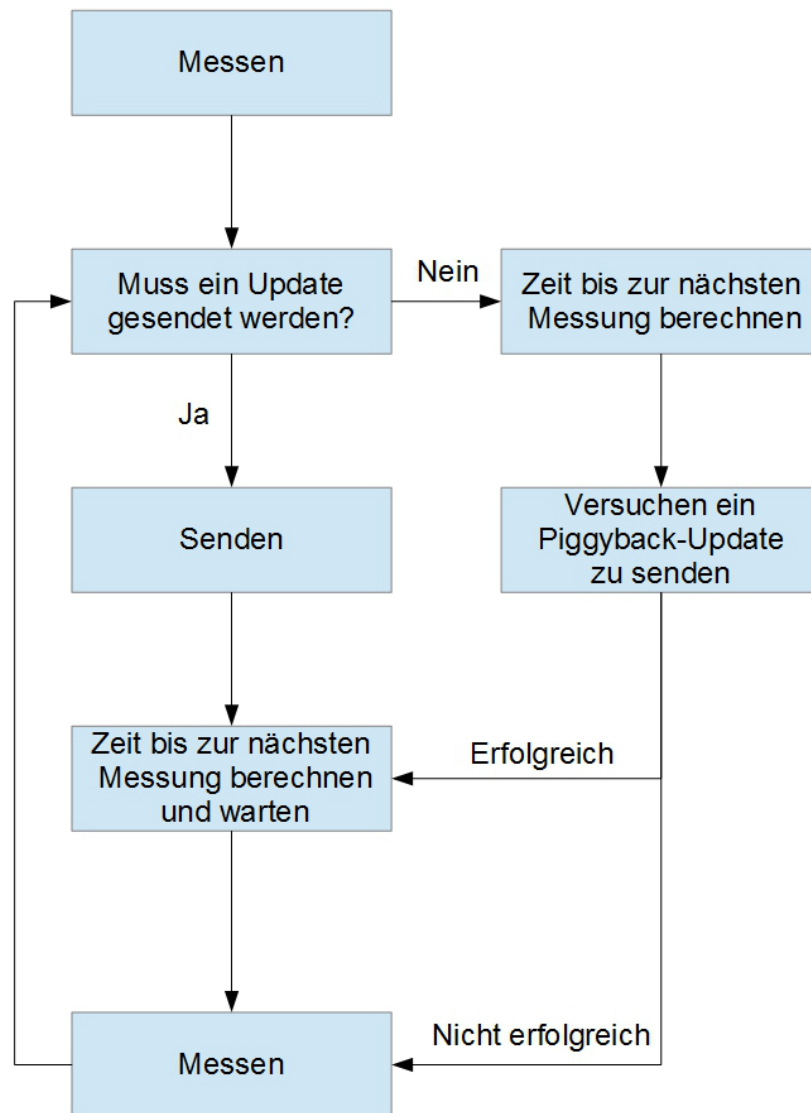 Messen
Muss ein Update
gesendet werden?
Nein
Zeit bis zur nächsten
Messung berechnen
Ja
Senden
Versuchen ein
Piggyback-Update
zu senden
Zeit bis zur nächsten
Messung berechnen
und warten
Erfolgreich
Messen
Nicht erfolgreich